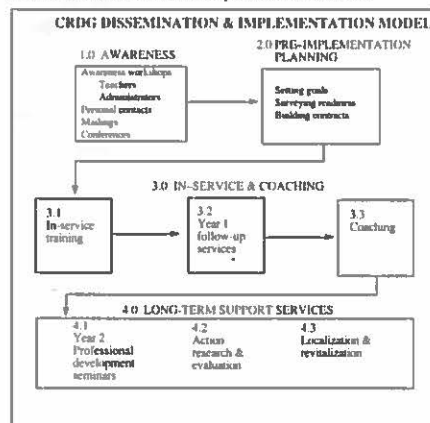 CRDG DISSEMINATION & IMPLEMENTATION MODEL
1.0 AWARENESS
Awareness workshops
Teachers
Administrators
Personal contacts
Mailings
Conferences
2.0 PRE-IMPLEMENTATION
PLANNING
Setting goals
Surveying readiness
Building contracts
3.0 IN-SERVICE & COACHING
3.1
In-service
training
3.2
Year 1
follow-up
services
3.3
Coaching
4.0 LONG-TERM SUPPORT SERVICES
4.1
Year 2
Professional
development
seminars
4.2
Action
research &
evaluation
4.3
Localization &
revitalization